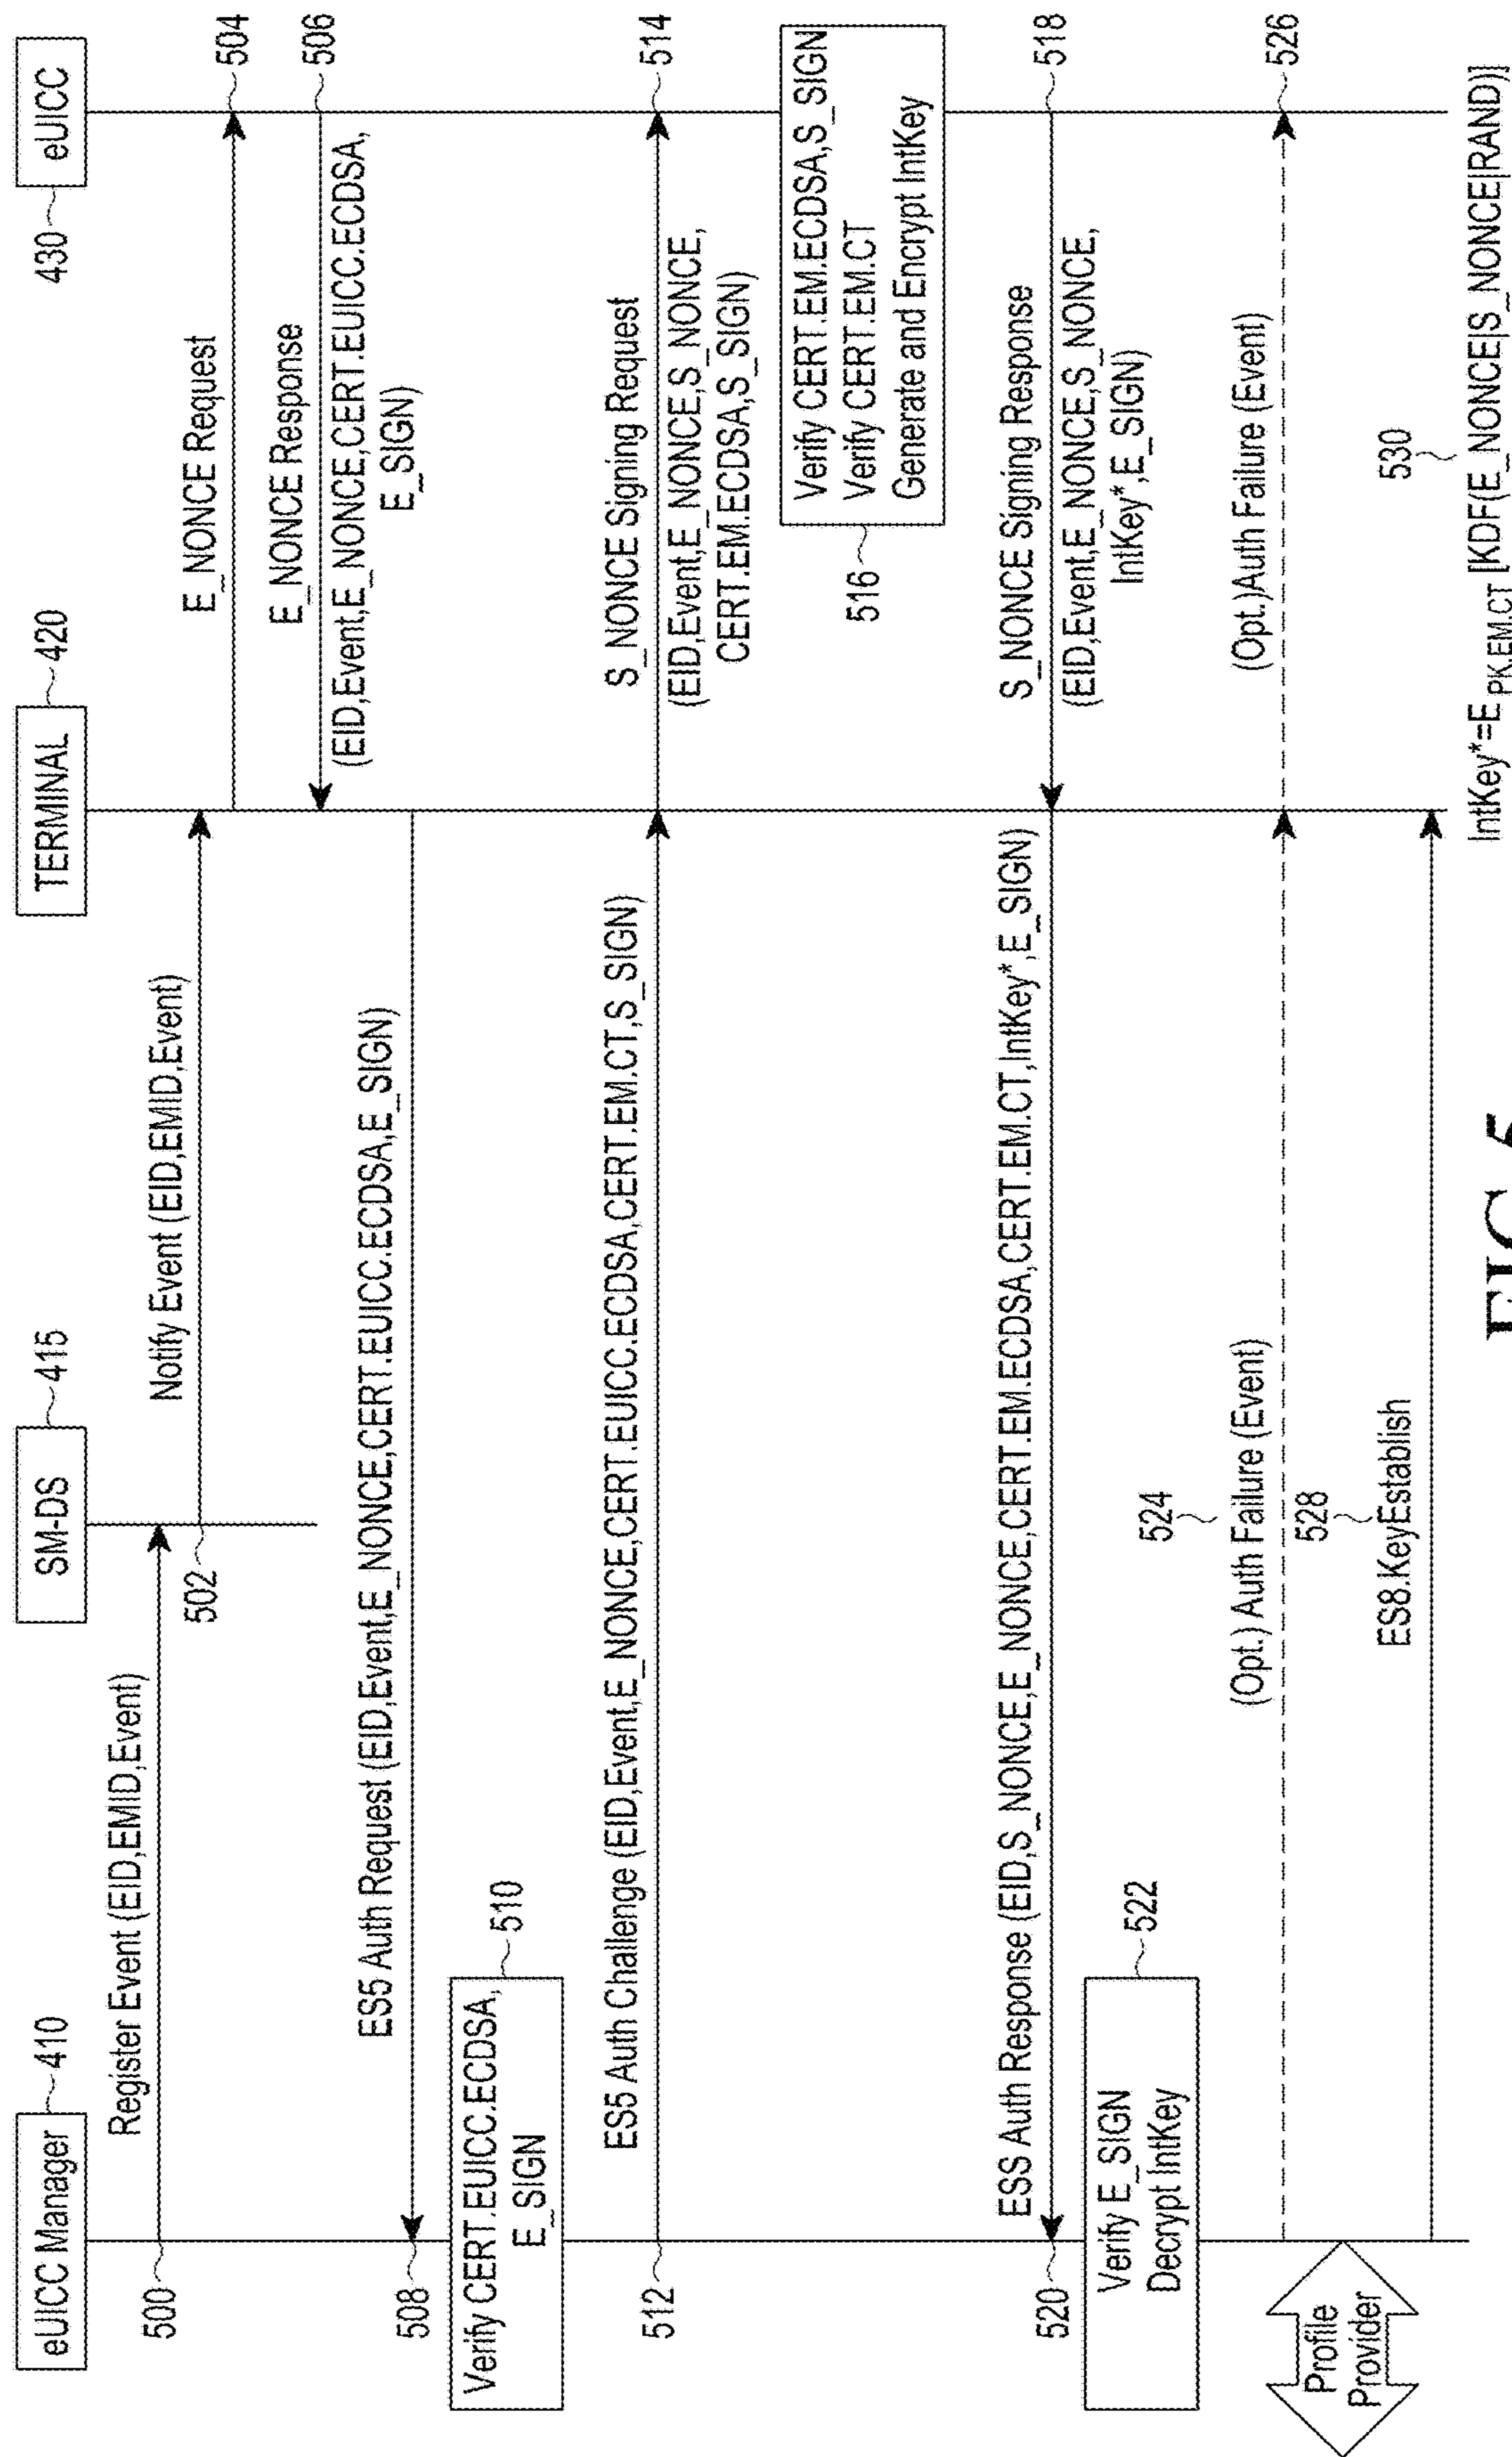 eUICC Manager
410
SM-DS
415
TERMINAL
420
eUICC
430
Register Event (EID,EMID,Event)
500
Notify Event (EID,EMID,Event)
502
E_NONCE Request
504
E_NONCE Response
506
(EID,Event,E_NONCE,CERT.EUICC.ECDSA,
E_SIGN)
ES5 Auth Request (EID,Event,E_NONCE,CERT.EUICC.ECDSA,E_SIGN)
508
Verify CERT.EUICC.ECDSA,
E_SIGN
510
ES5 Auth Challenge (EID,Event,E_NONCE,CERT.EUICC.ECDSA,CERT.EM.CT,S_SIGN)
512
S_NONCE Signing Request
514
(EID,Event,E_NONCE,S_NONCE,
CERT.EM.ECDSA,S_SIGN)
Verify CERT.EM.ECDSA,S_SIGN
Verify CERT.EM.CT
Generate and Encrypt IntKey
516
S_NONCE Signing Response
518
(EID,Event,E_NONCE,S_NONCE,
IntKey*,E_SIGN)
ESS Auth Response (EID,S_NONCE,E_NONCE,CERT.EM.ECDSA,CERT.EM.CT,IntKey*,E_SIGN)
520
Verify E_SIGN
Decrypt IntKey
522
524
(Opt.) Auth Failure (Event)
(Opt.)Auth Failure (Event)
526
528
ES8.KeyEstablish
Profile
Provider
530
IntKey*=E PK.EM.CT [KDF(E_NONCE|S_NONCE|RAND)]
FIG.5